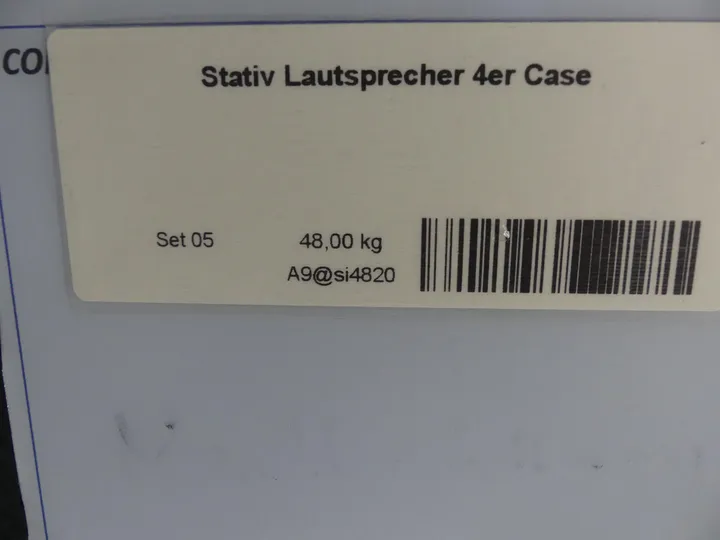 Stativ Lautsprecher 4er Case
Set 05
48,00 kg
A9@si4820